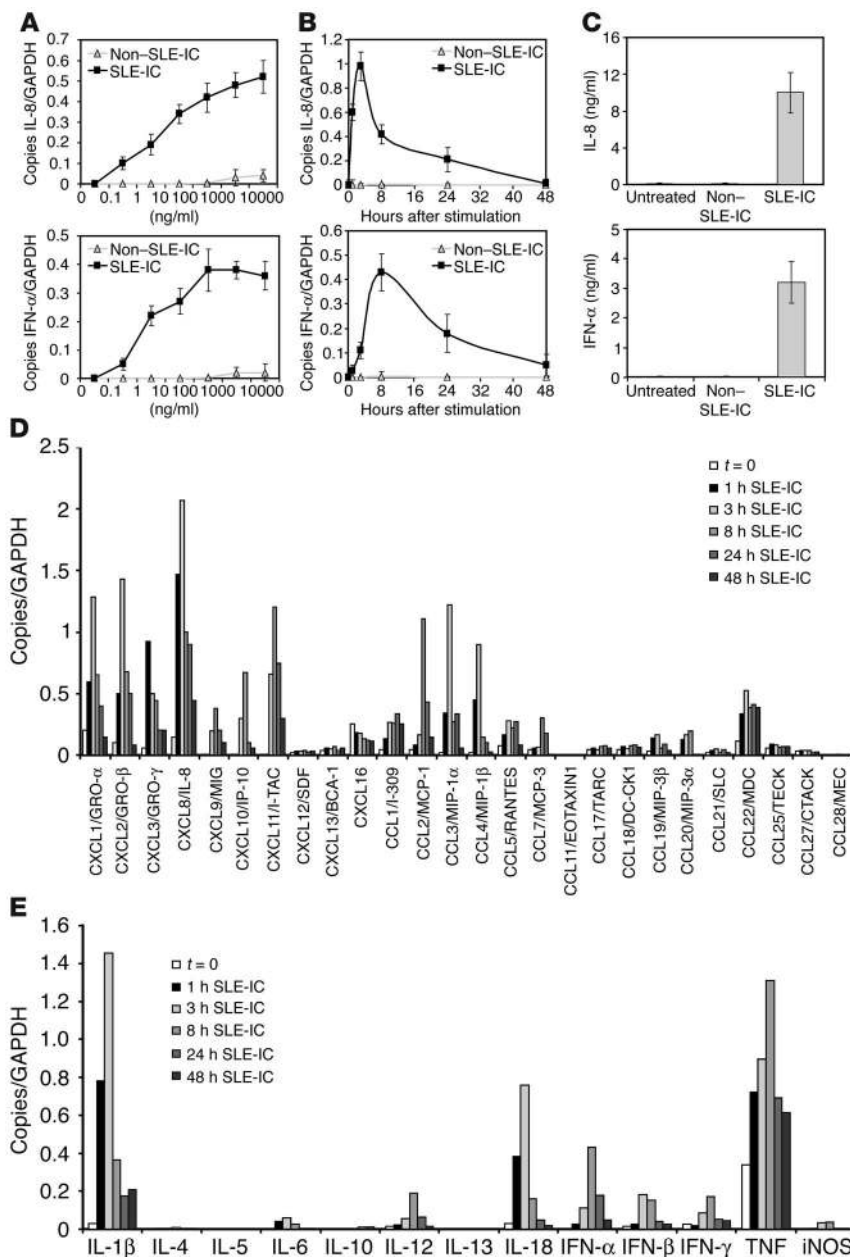 A
B
C
0.7
0.6
0.5
0.4
0.3
0.2
0.1
0
Copies IL-8/GAPDH
Non–SLE-IC
SLE-IC
0 0.1 1 10 100 1000 10000
(ng/ml)
1.2
1.0
0.8
0.6
0.4
0.2
0
Copies IL-8/GAPDH
Non–SLE-IC
SLE-IC
0 8 16 24 32 40 48
Hours after stimulation
16
12
8
4
0
IL-8 (ng/ml)
Untreated Non– SLE-IC
SLE-IC
0.5
0.4
0.3
0.2
0.1
0
Copies IFN-α/GAPDH
Non–SLE-IC
SLE-IC
0 0.1 1 10 100 1000 10000
(ng/ml)
0.6
0.5
0.4
0.3
0.2
0.1
0
Copies IFN-α/GAPDH
Non–SLE-IC
SLE-IC
0 8 16 24 32 40 48
Hours after stimulation
5
4
3
2
1
0
IFN-α (ng/ml)
Untreated Non– SLE-IC
SLE-IC
D
2.5
2
1.5
1
0.5
0
Copies/GAPDH
t = 0
1 h SLE-IC
3 h SLE-IC
8 h SLE-IC
24 h SLE-IC
48 h SLE-IC
CXCL1/GRO-α
CXCL2/GRO-β
CXCL3/GRO-γ
CXCL8/IL-8
CXCL9/MIG
CXCL10/IP-10
CXCL11/I-TAC
CXCL12/SDF
CXCL13/BCA-1
CXCL16
CCL1/I-309
CCL2/MCP-1
CCL3/MIP-1α
CCL4/MIP-1β
CCL5/RANTES
CCL7/MCP-3
CCL11/EOTAXIN1
CCL17/TARC
CCL18/DC-CK1
CCL19/MIP-3β
CCL20/MIP-3α
CCL21/SLC
CCL22/MDC
CCL25/TECK
CCL27/CTACK
CCL28/MEC
E
1.6
1.4
1.2
1.0
0.8
0.6
0.4
0.2
0
Copies/GAPDH
t = 0
1 h SLE-IC
3 h SLE-IC
8 h SLE-IC
24 h SLE-IC
48 h SLE-IC
IL-1β IL-4 IL-5 IL-6 IL-10 IL-12 IL-13 IL-18 IFN-α IFN-β IFN-γ TNF iNOS